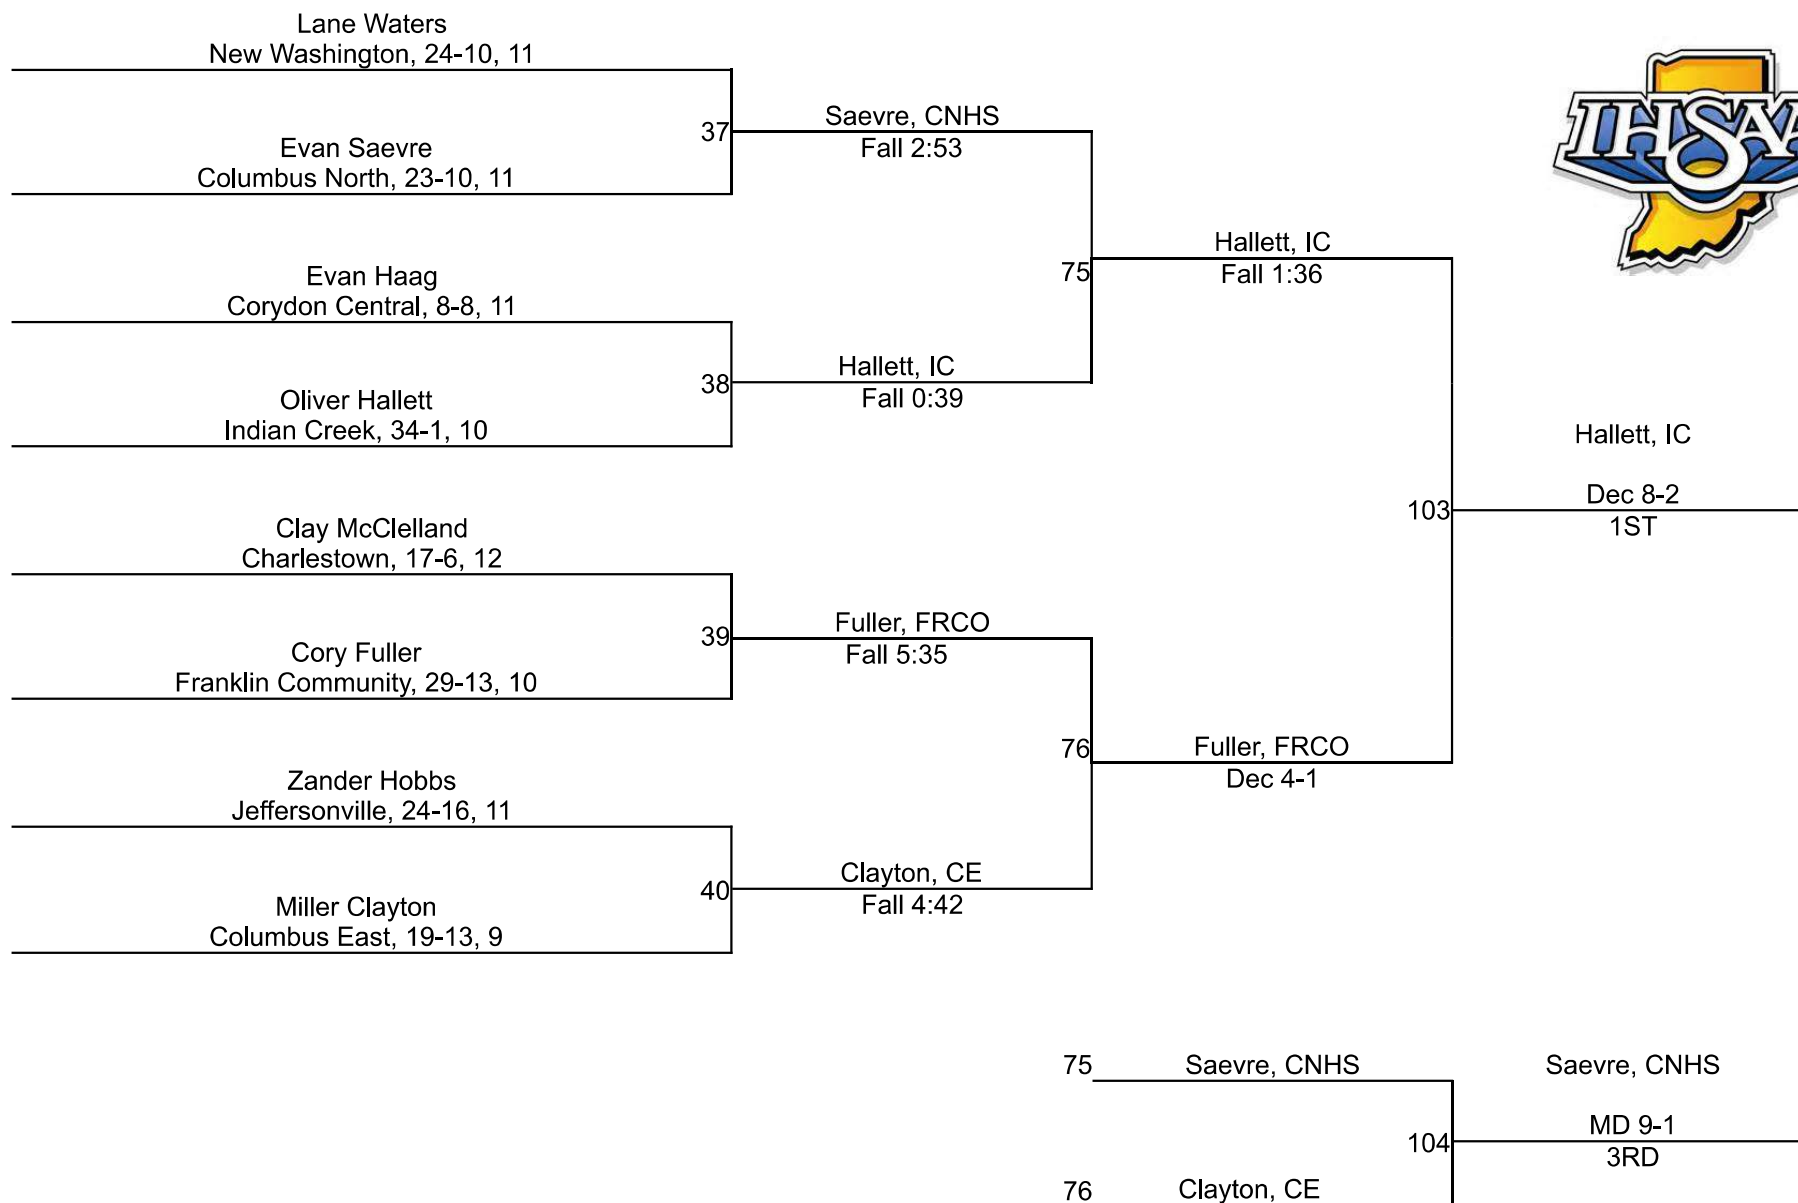 Lane Waters
New Washington, 24-10, 11
37
Saevre, CNHS
Fall 2:53
Evan Saevre
Columbus North, 23-10, 11
IHSAA
Evan Haag
Corydon Central, 8-8, 11
75
Hallett, IC
Fall 1:36
38
Hallett, IC
Fall 0:39
Oliver Hallett
Indian Creek, 34-1, 10
103
Hallett, IC
Dec 8-2
1ST
Clay McClelland
Charlestown, 17-6, 12
39
Fuller, FRCO
Fall 5:35
Cory Fuller
Franklin Community, 29-13, 10
76
Fuller, FRCO
Dec 4-1
Zander Hobbs
Jeffersonville, 24-16, 11
40
Clayton, CE
Fall 4:42
Miller Clayton
Columbus East, 19-13, 9
75
Saevre, CNHS
Saevre, CNHS
104
MD 9-1
3RD
76
Clayton, CE